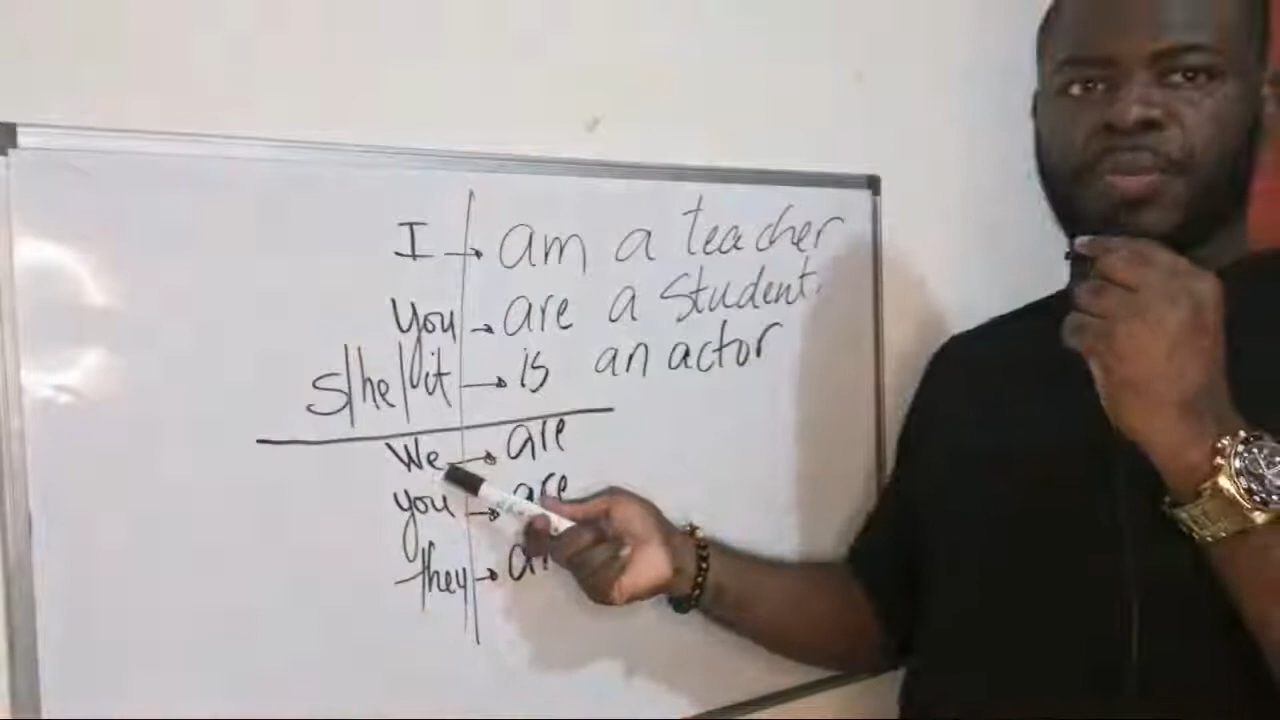 I → am a teacher
You → are a student.
S/he/it → is an actor
We → are
you → are
they →